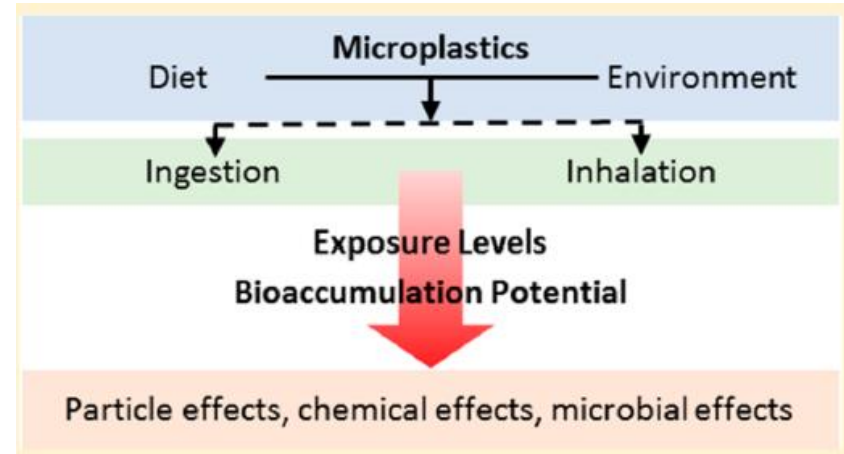 Microplastics
Diet Environment
Ingestion Inhalation
Exposure Levels
Bioaccumulation Potential
Particle effects, chemical effects, microbial effects